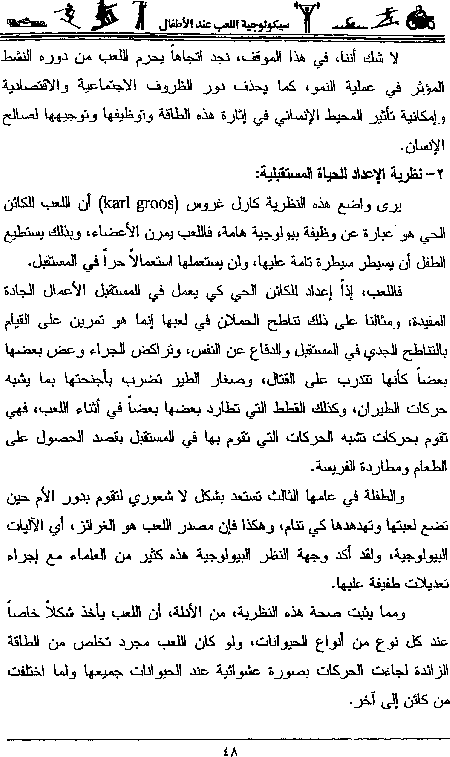 سيكولوجية اللعب عند الأطفال
لا شك أننا، في هذا الموقف، نجد اتجاهاً يحرم اللعب من دوره النشط
المؤثر في عملية النمو، كما يحذف دور الظروف الاجتماعية والاقتصادية
وإمكانية تأثير المحيط الإنساني في إثارة هذه الطاقة وتوظيفها وتوجيهها لصالح
الإنسان.
٢- نظرية الإعداد للحياة المستقبلية:
يرى واضع هذه النظرية كارل غروس (karl groos) أن اللعب للكائن
الحي هو عبارة عن وظيفة بيولوجية هامة، فاللعب يمرن الأعضاء، وبذلك يستطيع
الطفل أن يسيطر سيطرة تامة عليها، ولن يستعملها استعمالاً حراً في المستقبل.
فاللعب، إذاً إعداد للكائن الحي كي يعمل في المستقبل الأعمال الجادة
المفيدة، ومثالنا على ذلك تناطح الحملان في لعبها إنما هو تمرين على القيام
بالتناطح الجدي في المستقبل والدفاع عن النفس، وتراكض الجراء وعض بعضها
بعضاً كأنها تتدرب على القتال، وصغار الطير تضرب بأجنحتها بما يشبه
حركات الطيران، وكذلك القطط التي تطارد بعضها بعضاً في أثناء اللعب، فهي
تقوم بحركات تشبه الحركات التي تقوم بها في المستقبل بقصد الحصول على
الطعام ومطاردة الفريسة.
والطفلة في عامها الثالث تستعد بشكل لا شعوري لتقوم بدور الأم حين
تضع لعبتها وتهدهدها كي تنام، وهكذا فإن مصدر اللعب هو الغرائز، أي الآليات
البيولوجية، ولقد أكد وجهة النظر البيولوجية هذه كثير من العلماء مع إجراء
تعديلات طفيفة عليها.
ومما يثبت صحة هذه النظرية، من الأدلة، أن اللعب يأخذ شكلاً خاصاً
عند كل نوع من أنواع الحيوانات، ولو كان اللعب مجرد تخلص من الطاقة
الزائدة لجاءت الحركات بصورة عشوائية عند الحيوانات جميعها ولما اختلفت
من كائن إلى آخر.
٤٨